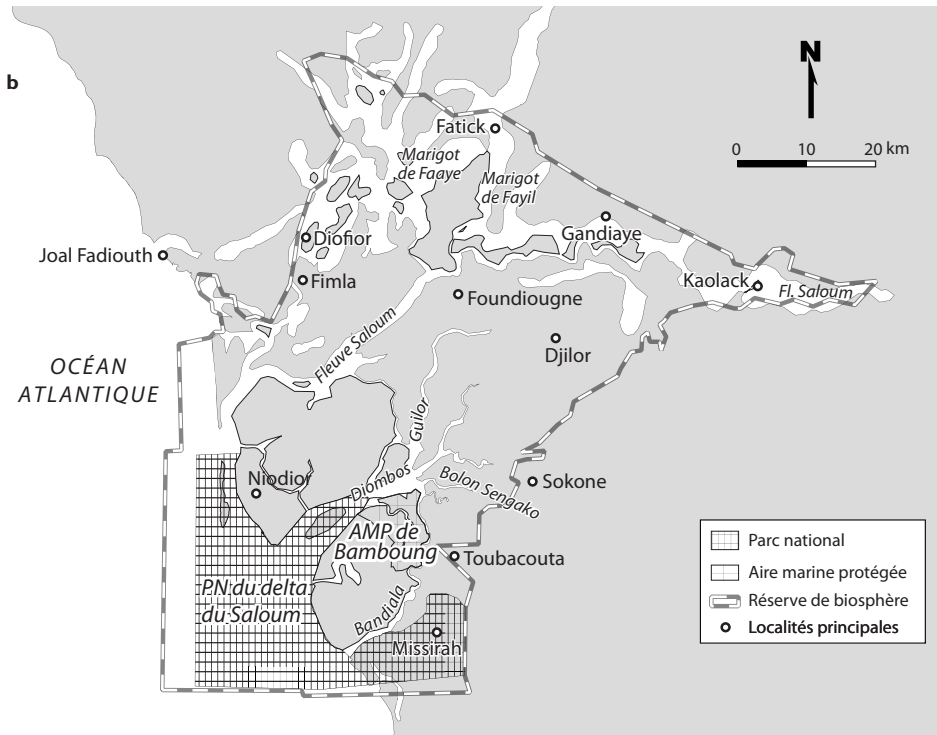 b
N
0 10 20 km
Fatick
Marigot
de Faaye
Marigot
de Fayil
Gandiaye
Diofior
Joal Fadiouth
Fimla
Kaolack
Fl. Saloum
Foundiougne
Djilor
OCÉAN
ATLANTIQUE
Fleuve Saloum
Guilor
Diombos
Bolon Sengako
Niodior
Sokone
AMP de
Bamboung
Toubacouta
P.N du delta
du Saloum
Bandiala
Missirah
Parc national
Aire marine protégée
Réserve de biosphère
Localités principales